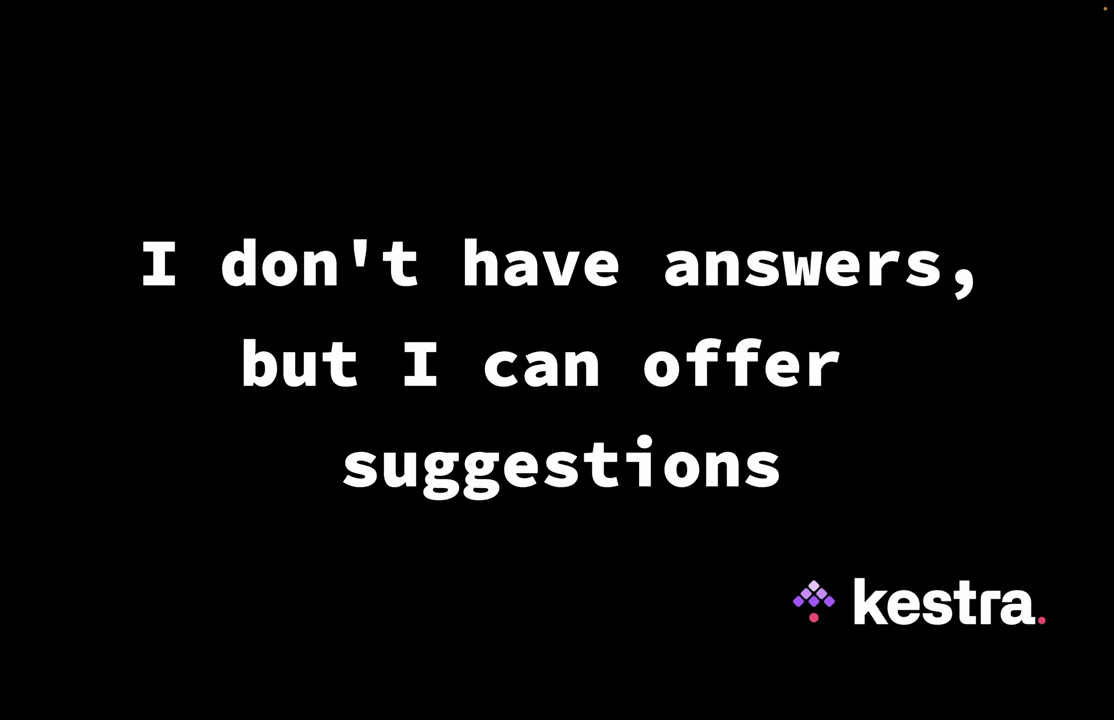 I don't have answers,
but I can offer
suggestions
kestra.